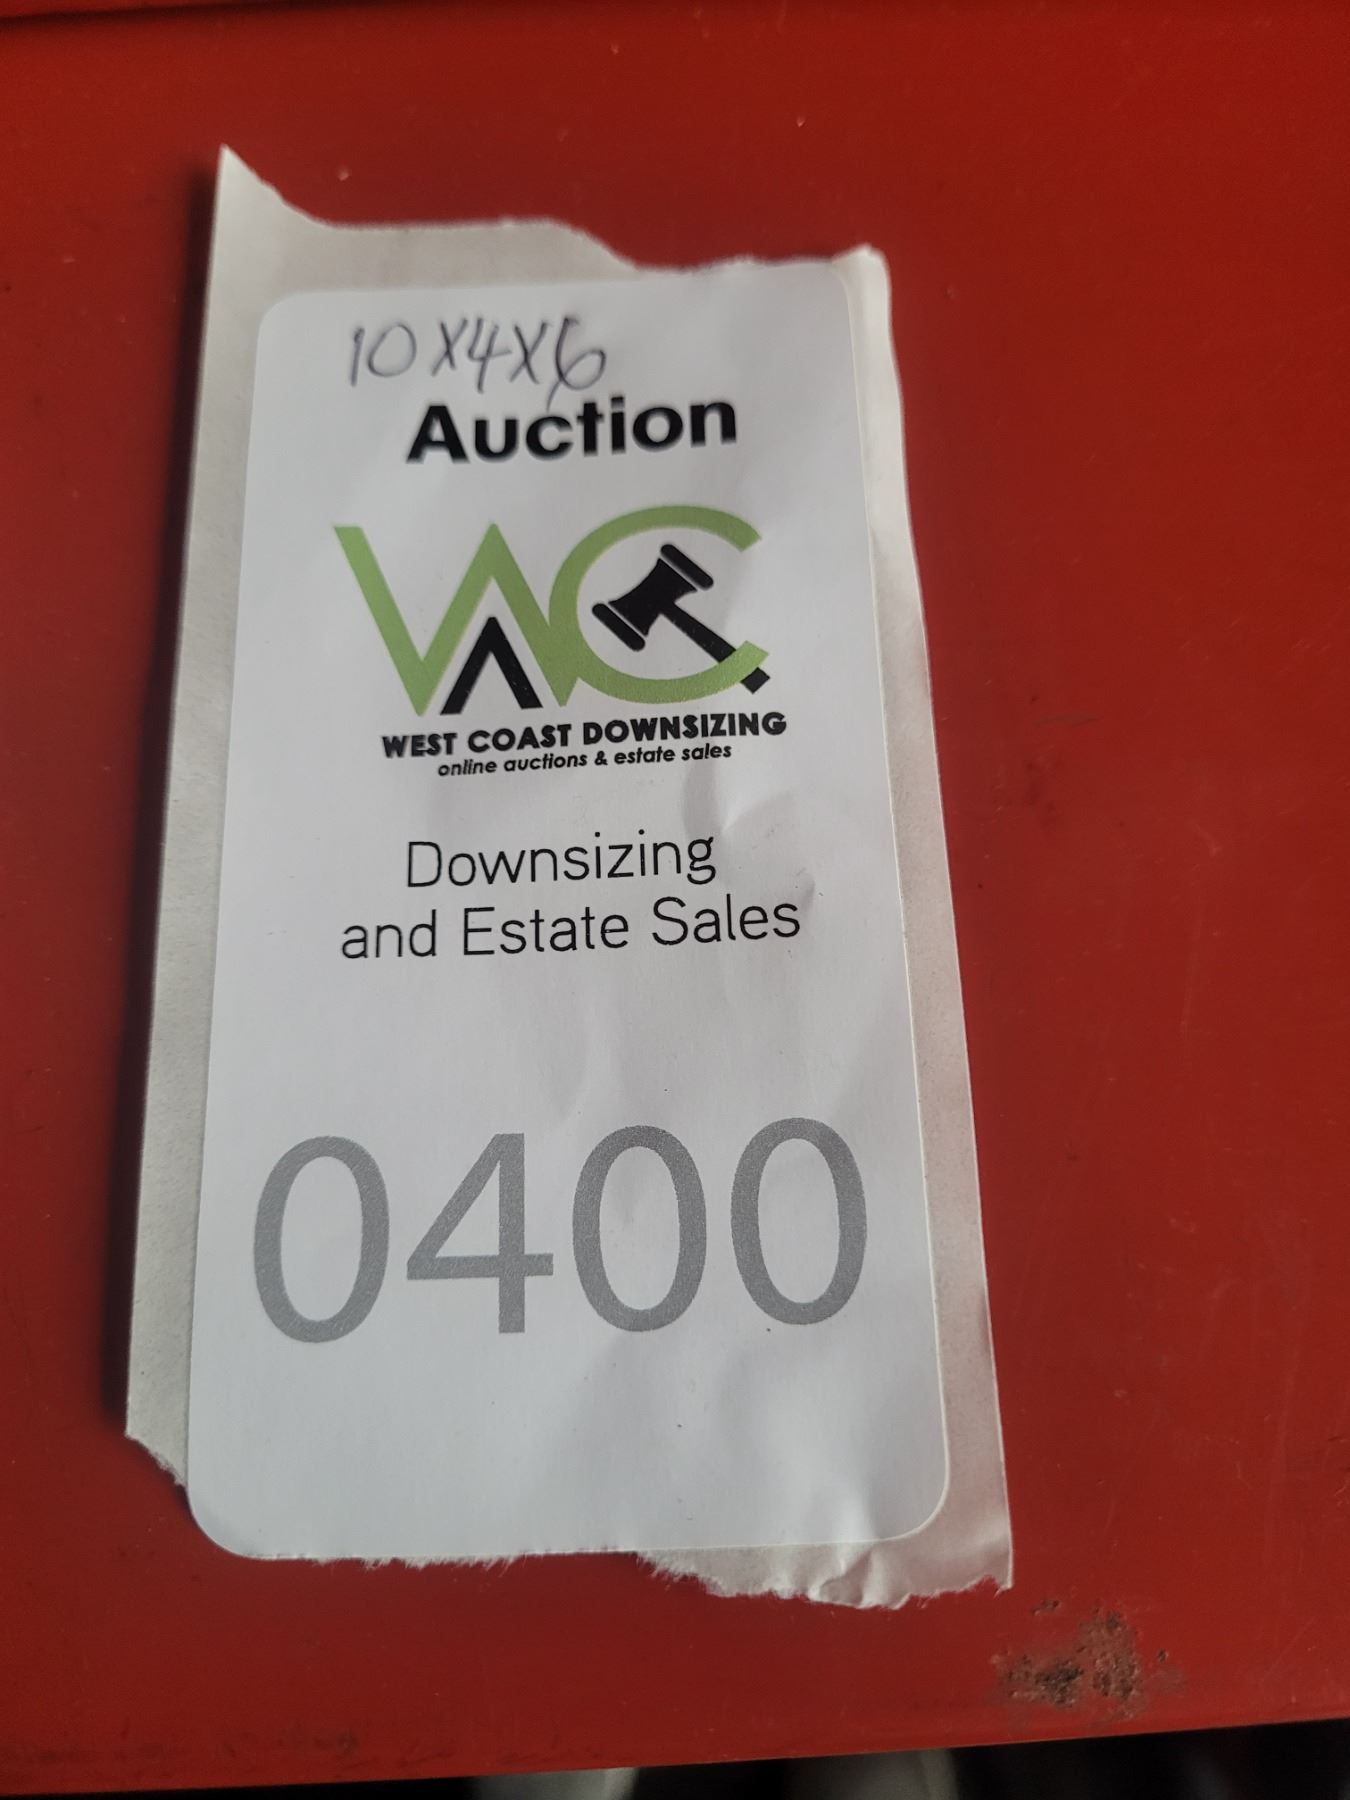 10X4X6
Auction
WC
WEST COAST DOWNSIZING
online auctions & estate sales
Downsizing
and Estate Sales
0400